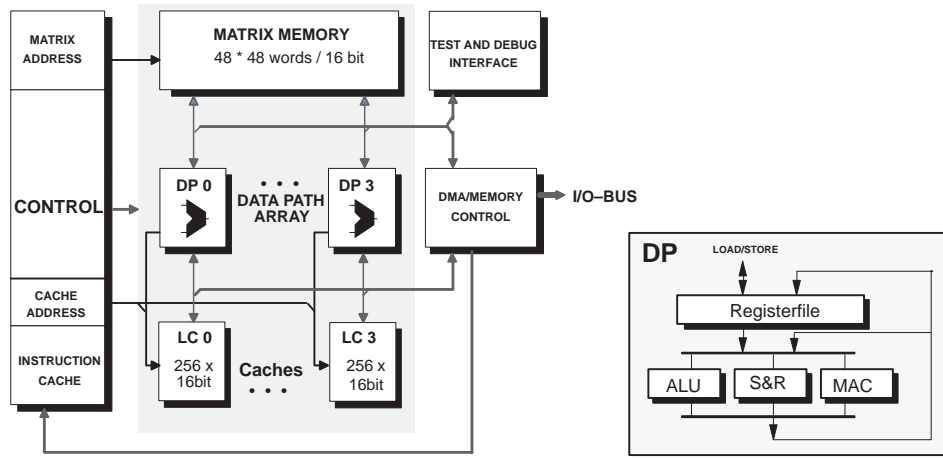 MATRIX
ADDRESS
CONTROL
CACHE
ADDRESS
INSTRUCTION
CACHE
MATRIX MEMORY
48 * 48 words / 16 bit
TEST AND DEBUG
INTERFACE
DP 0
• • •
DATA PATH
ARRAY
DP 3
DMA/MEMORY
CONTROL
I/O–BUS
LC 0
256 x
16bit
Caches
• • •
LC 3
256 x
16bit
DP
LOAD/STORE
Registerfile
ALU
S&R
MAC